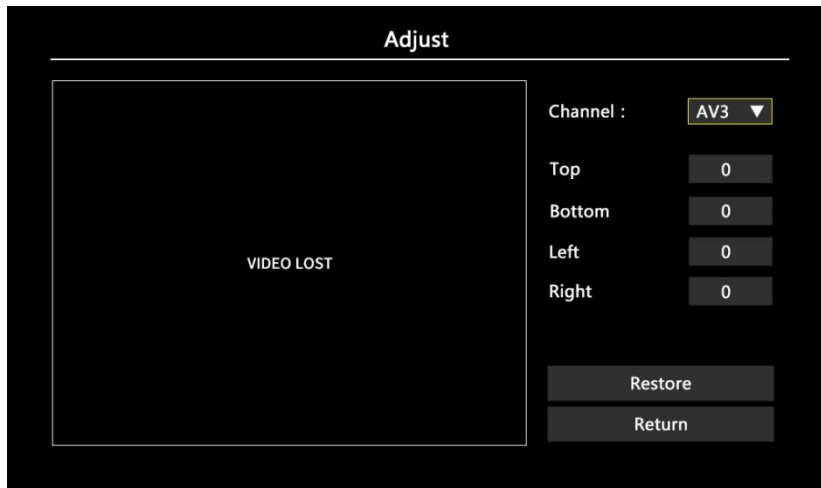 Adjust
Channel : AV3 ▼
Top 0
Bottom 0
Left 0
Right 0
VIDEO LOST
Restore
Return